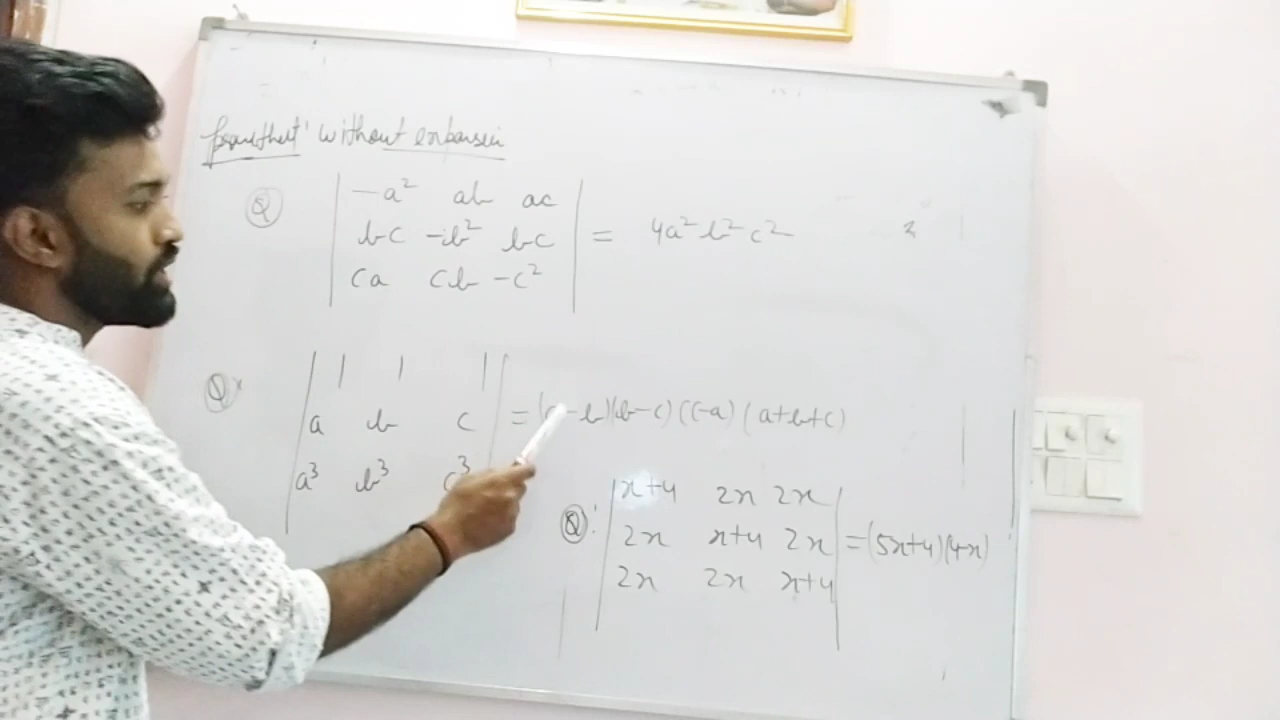 prove that without expansion
Q | -a² ab ac |
| bc -b² bc | = 4a²b²c²
| ca cb -c² |
Q | 1 1 1 |
| a b c | = (a-b)(b-c)(c-a)(a+b+c)
| a³ b³ c³ |
Q: | x+4 2x 2x |
| 2x x+4 2x | = (5x+4)(4-x)
| 2x 2x x+4 |